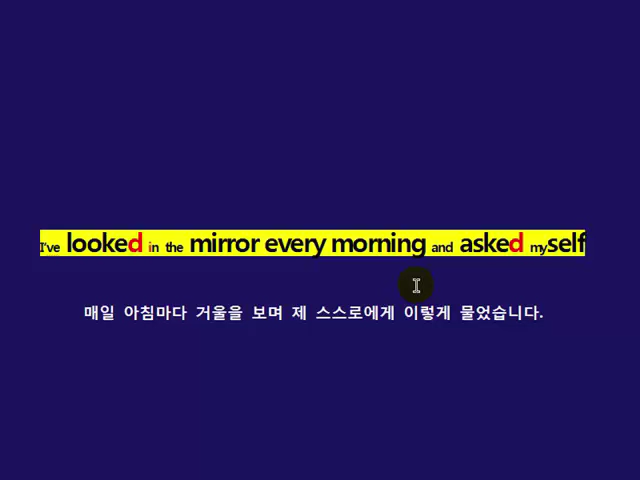 I've looked in the mirror every morning and asked myself
매일 아침마다 거울을 보며 제 스스로에게 이렇게 물었습니다.